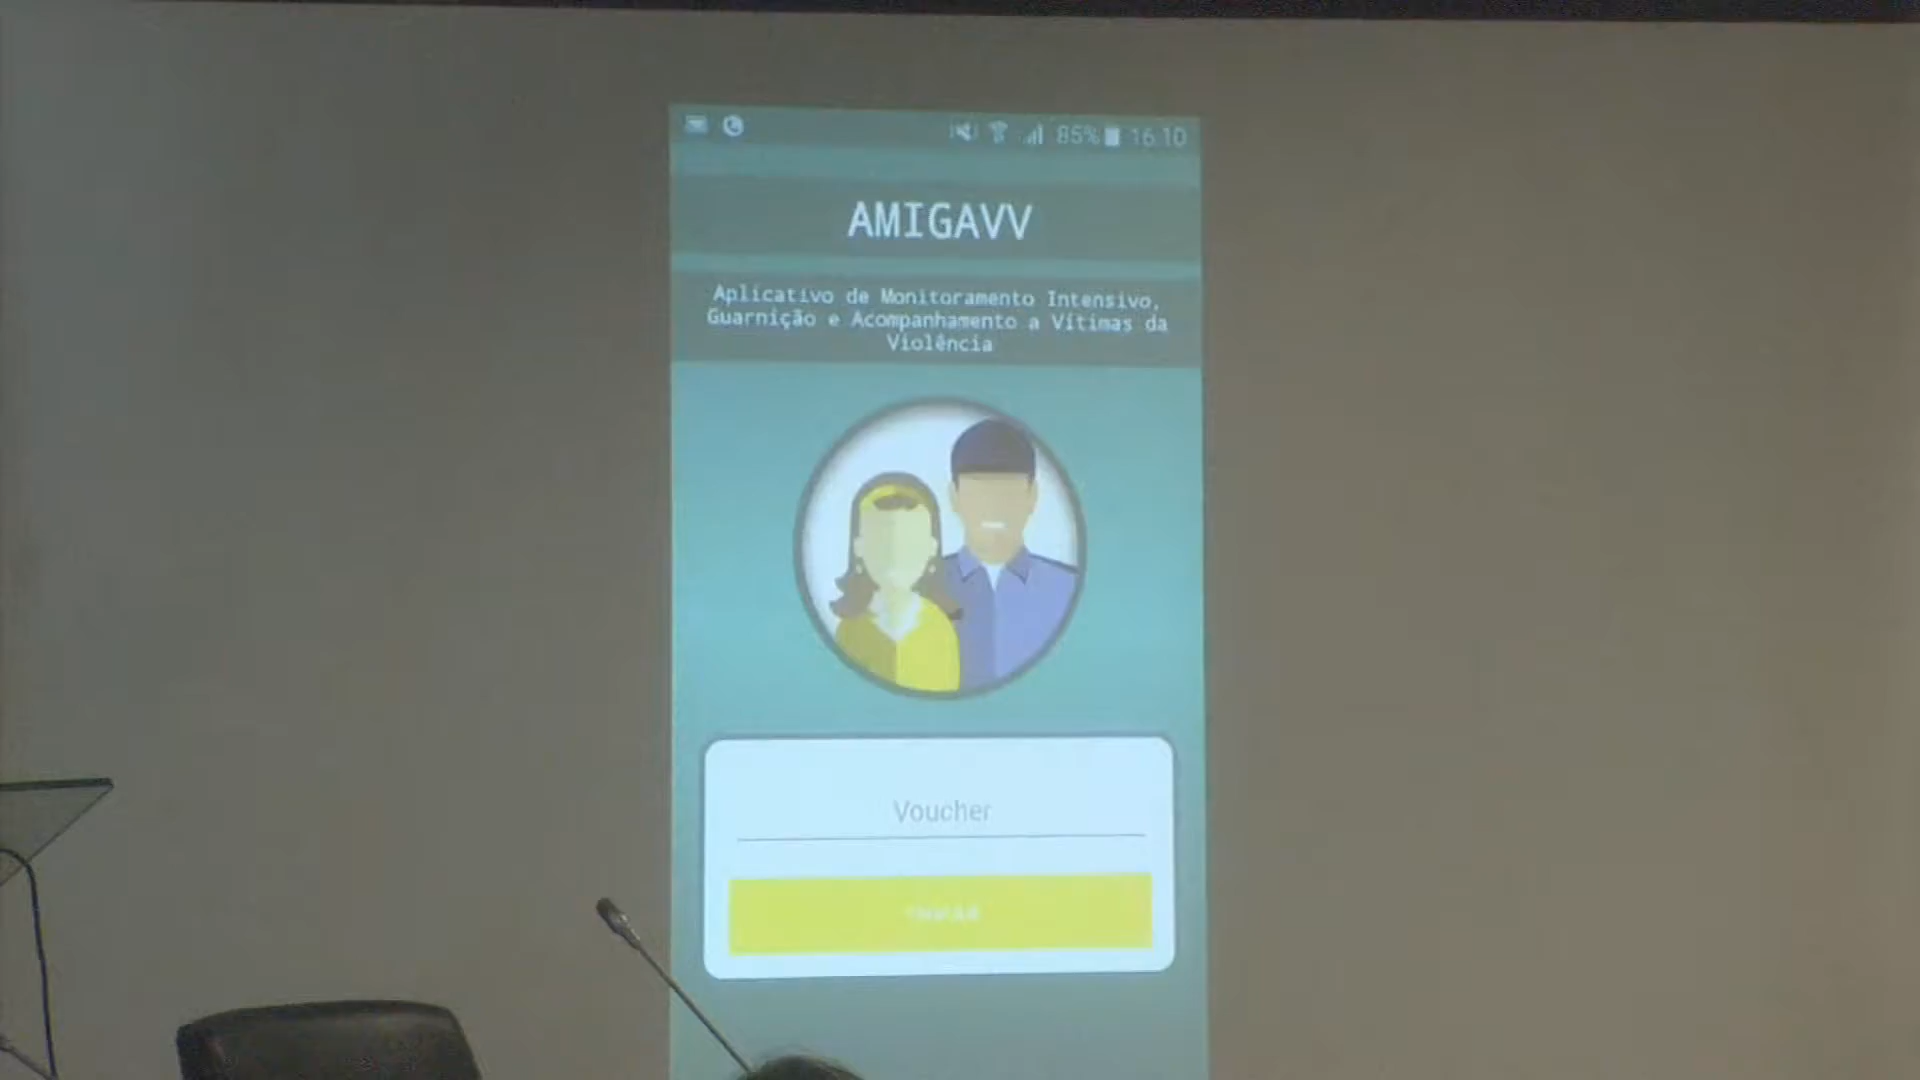 85% 16:10
AMIGAVV
Aplicativo de Monitoramento Intensivo,
Guarnição e Acompanhamento a Vítimas da
Violência
Voucher